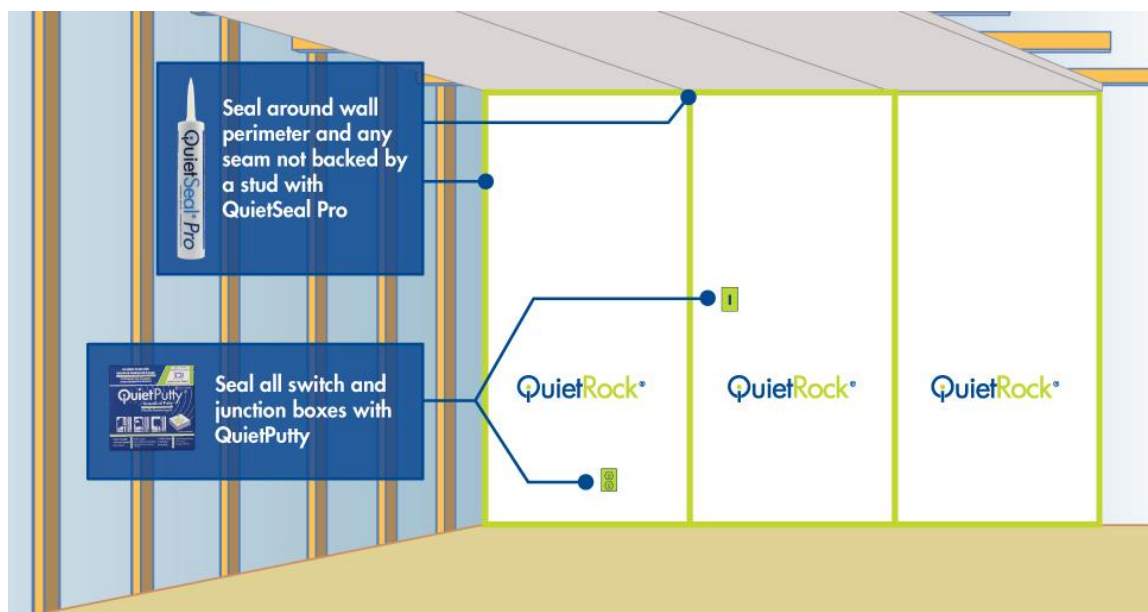 Seal around wall
perimeter and any
seam not backed by
a stud with
QuietSeal Pro
QuietSeal® Pro
Seal all switch and
junction boxes with
QuietPutty
QuietPutty®
QuietRock®
QuietRock®
QuietRock®